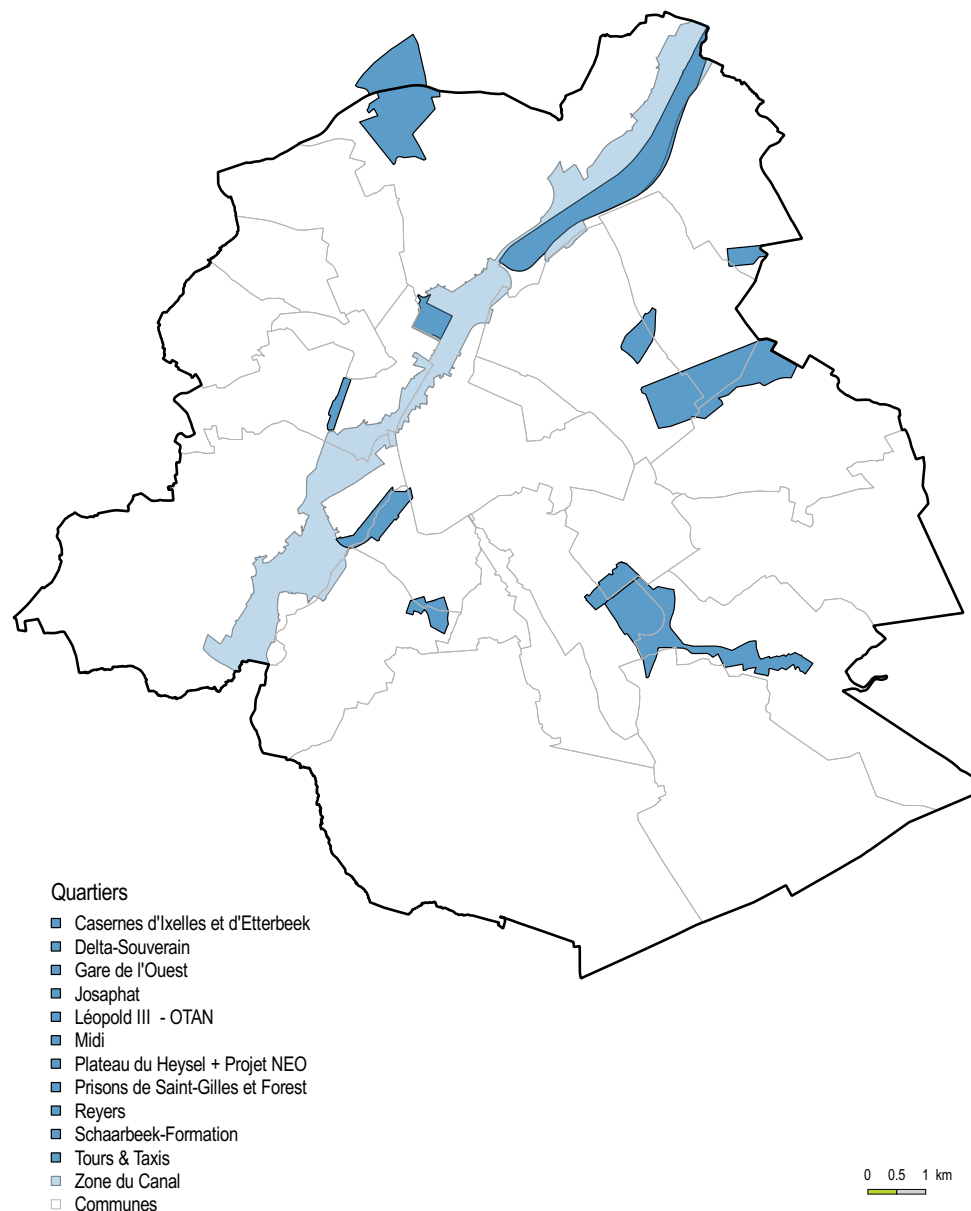 Quartiers
Casernes d'Ixelles et d'Etterbeek
Delta-Souverain
Gare de l'Ouest
Josaphat
Léopold III - OTAN
Midi
Plateau du Heysel + Projet NEO
Prisons de Saint-Gilles et Forest
Reyers
Schaarbeek-Formation
Tours & Taxis
Zone du Canal
Communes
0 0.5 1 km